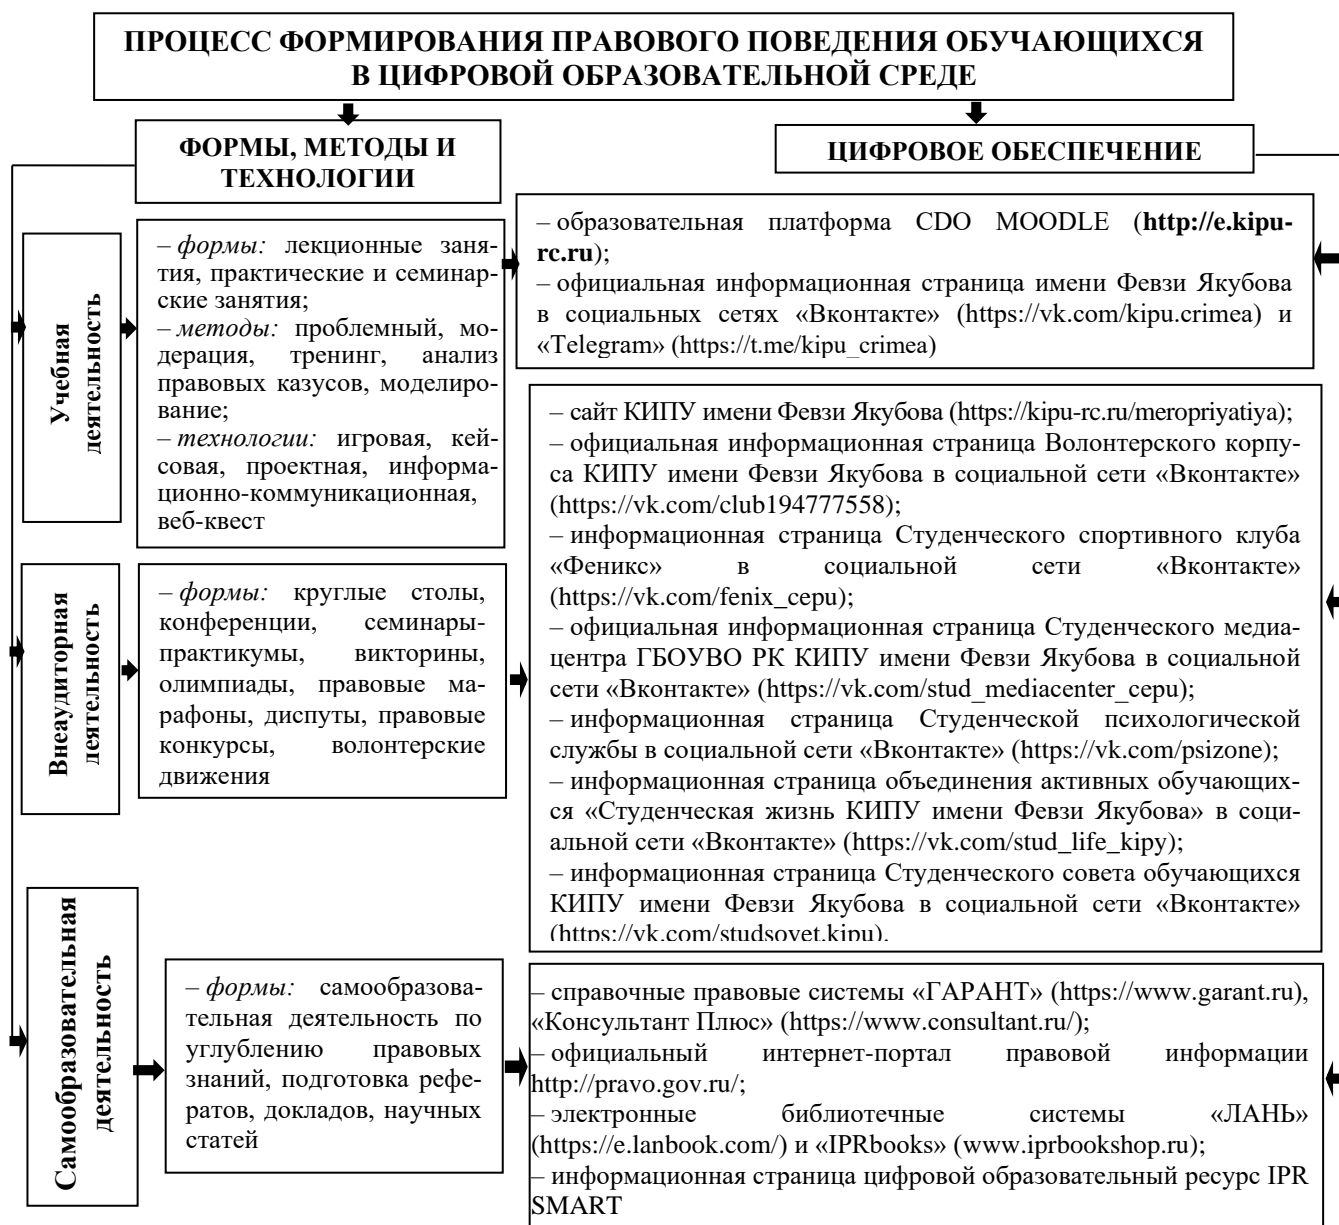 ПРОЦЕСС ФОРМИРОВАНИЯ ПРАВОВОГО ПОВЕДЕНИЯ ОБУЧАЮЩИХСЯ
В ЦИФРОВОЙ ОБРАЗОВАТЕЛЬНОЙ СРЕДЕ
ФОРМЫ, МЕТОДЫ И
ТЕХНОЛОГИИ
ЦИФРОВОЕ ОБЕСПЕЧЕНИЕ
Учебная
деятельность
– формы: лекционные заня-
тия, практические и семинар-
ские занятия;
– методы: проблемный, мо-
дерация, тренинг, анализ
правовых казусов, моделиро-
вание;
– технологии: игровая, кей-
совая, проектная, информа-
ционно-коммуникационная,
веб-квест
– образовательная платформа CDO MOODLE (http://e.kipu-
rc.ru);
– официальная информационная страница имени Февзи Якубова
в социальных сетях «Вконтакте» (https://vk.com/kipu.crimea) и
«Telegram» (https://t.me/kipu_crimea)
Внеаудиторная
деятельность
– формы: круглые столы,
конференции, семинары-
практикумы, викторины,
олимпиады, правовые ма-
рафоны, диспуты, правовые
конкурсы, волонтерские
движения
– сайт КИПУ имени Февзи Якубова (https://kipu-rc.ru/meropriyatiya);
– официальная информационная страница Волонтерского корпу-
са КИПУ имени Февзи Якубова в социальной сети «Вконтакте»
(https://vk.com/club194777558);
– информационная страница Студенческого спортивного клуба
«Феникс» в социальной сети «Вконтакте»
(https://vk.com/fenix_cepu);
– официальная информационная страница Студенческого медиа-
центра ГБОУВО РК КИПУ имени Февзи Якубова в социальной
сети «Вконтакте» (https://vk.com/stud_mediacenter_cepu);
– информационная страница Студенческой психологической
службы в социальной сети «Вконтакте» (https://vk.com/psizone);
– информационная страница объединения активных обучающих-
ся «Студенческая жизнь КИПУ имени Февзи Якубова» в соци-
альной сети «Вконтакте» (https://vk.com/stud_life_kipy);
– информационная страница Студенческого совета обучающихся
КИПУ имени Февзи Якубова в социальной сети «Вконтакте»
(https://vk.com/studsovet.kipu).
Самообразовательная
деятельность
– формы: самообразова-
тельная деятельность по
углублению правовых
знаний, подготовка рефе-
ратов, докладов, научных
статей
– справочные правовые системы «ГАРАНТ» (https://www.garant.ru),
«Консультант Плюс» (https://www.consultant.ru/);
– официальный интернет-портал правовой информации
http://pravo.gov.ru/;
– электронные библиотечные системы «ЛАНЬ»
(https://e.lanbook.com/) и «IPRbooks» (www.iprbookshop.ru);
– информационная страница цифровой образовательный ресурс IPR
SMART